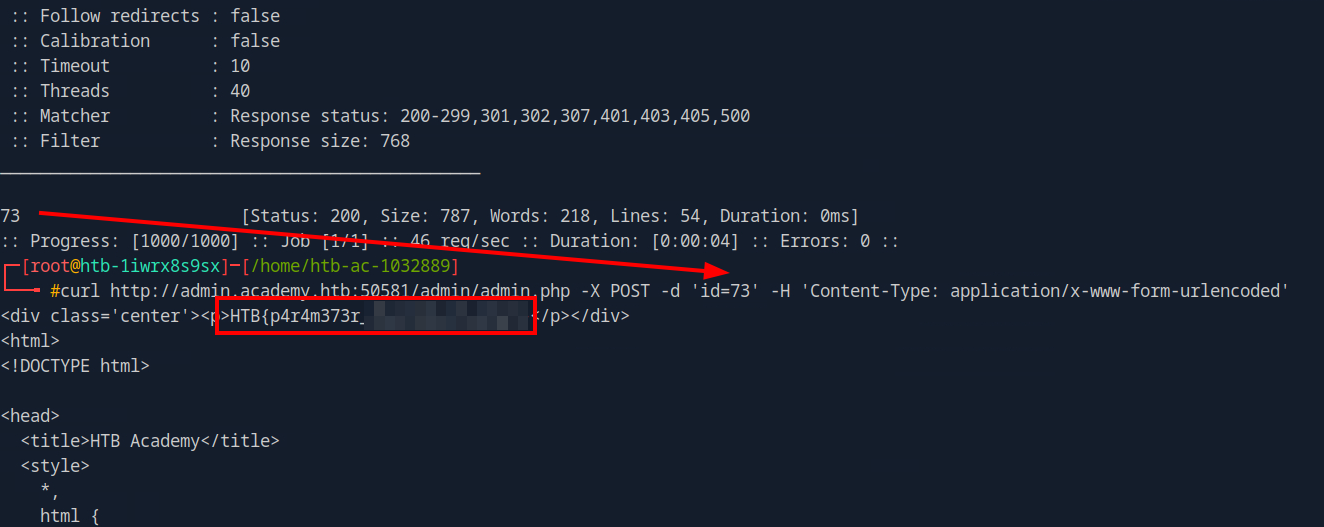 :: Follow redirects : false
:: Calibration : false
:: Timeout : 10
:: Threads : 40
:: Matcher : Response status: 200-299,301,302,307,401,403,405,500
:: Filter : Response size: 768
________________________________________________
73 [Status: 200, Size: 787, Words: 218, Lines: 54, Duration: 0ms]
:: Progress: [1000/1000] :: Job [1/1] :: 46 req/sec :: Duration: [0:00:04] :: Errors: 0 ::
[root@htb-1iwrx8s9sx]─[/home/htb-ac-1032889]
#curl http://admin.academy.htb:50581/admin/admin.php -X POST -d 'id=73' -H 'Content-Type: application/x-www-form-urlencoded'
<div class='center'><p>HTB{p4r4m373r_ </p></div>
<html>
<!DOCTYPE html>
<head>
<title>HTB Academy</title>
<style>
*,
html {